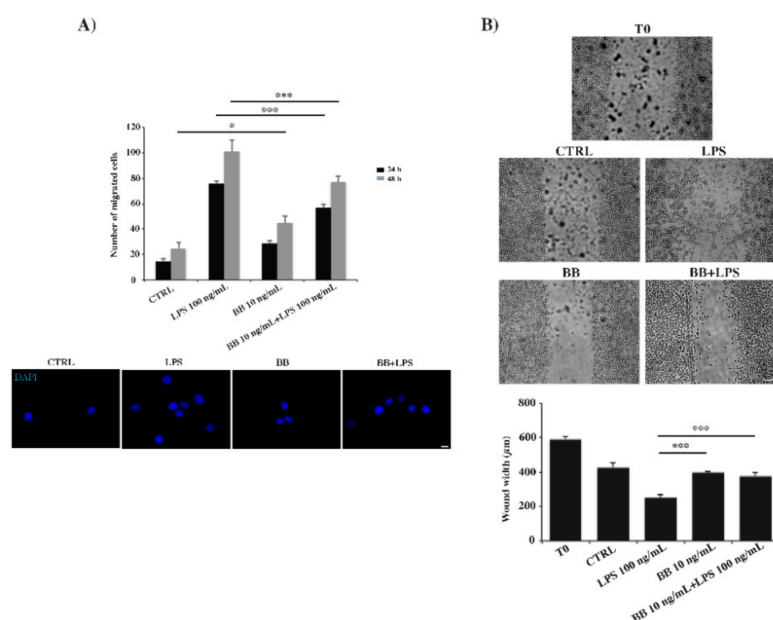 A)
***
***
*
120
100
80
60
40
20
0
Number of migrated cells
24 h
48 h
CTRL
LPS 100 ng/mL
BB 10 ng/mL
BB 10 ng/mL+LPS 100 ng/mL
CTRL
LPS
BB
BB+LPS
DAPI
B)
T0
CTRL
LPS
BB
BB+LPS
800
600
400
200
0
Wound width (µm)
***
***
T0
CTRL
LPS 100 ng/mL
BB 10 ng/mL
BB 10 ng/mL+LPS 100 ng/mL